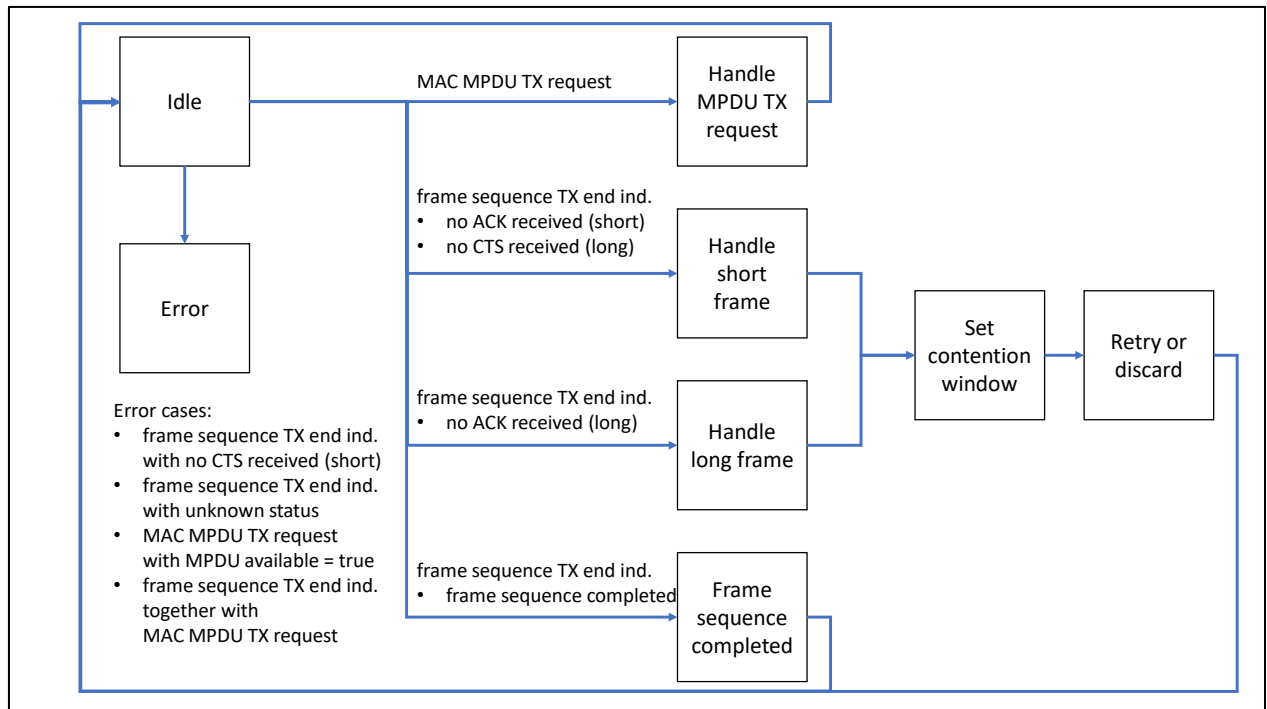 Idle
MAC MPDU TX request
Handle
MPDU TX
request
Error
frame sequence TX end ind.
• no ACK received (short)
• no CTS received (long)
Handle
short
frame
Set
contention
window
Retry or
discard
frame sequence TX end ind.
• no ACK received (long)
Handle
long frame
Error cases:
• frame sequence TX end ind.
with no CTS received (short)
• frame sequence TX end ind.
with unknown status
• MAC MPDU TX request
with MPDU available = true
• frame sequence TX end ind.
together with
MAC MPDU TX request
frame sequence TX end ind.
• frame sequence completed
Frame
sequence
completed